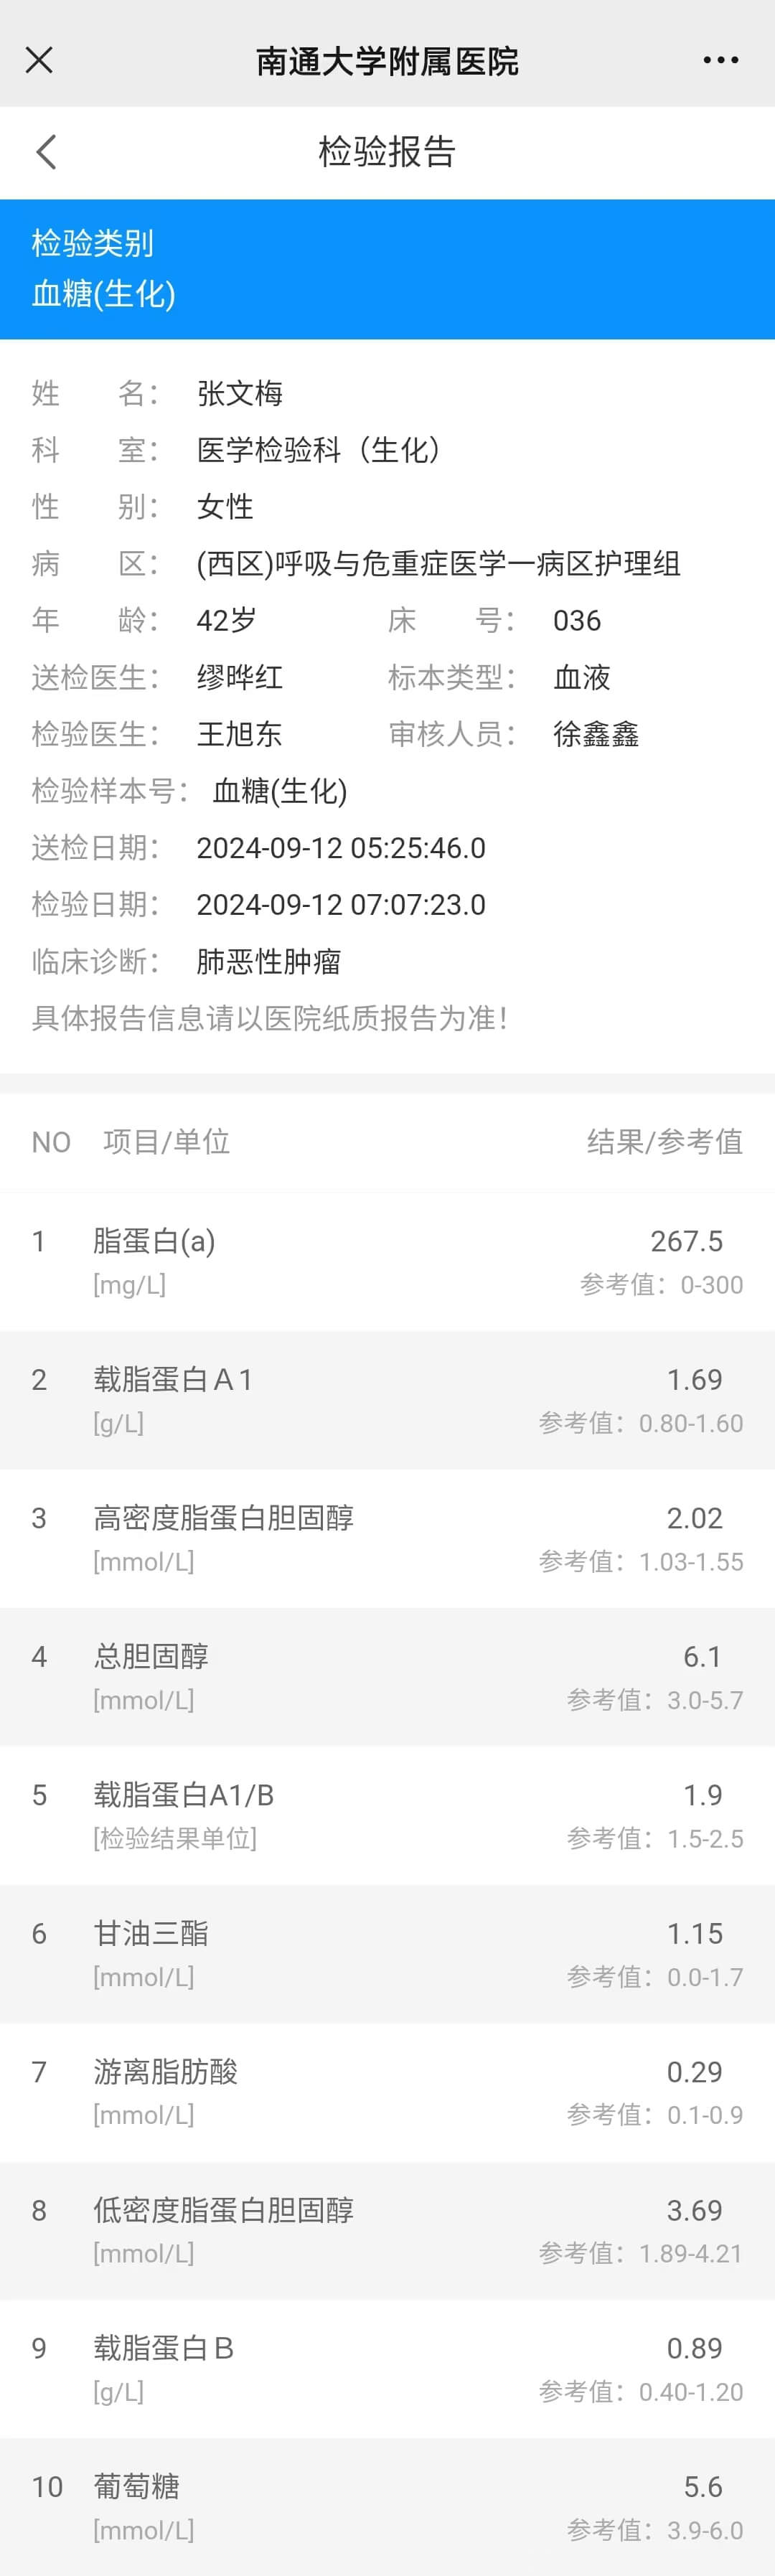 南通大学附属医院
检验报告
检验类别
血糖(生化)
姓 名： 张文梅
科 室： 医学检验科（生化）
性 别： 女性
病 区： (西区)呼吸与危重症医学一病区护理组
年 龄： 42岁 床 号： 036
送检医生： 缪晔红 标本类型： 血液
检验医生： 王旭东 审核人员： 徐鑫鑫
检验样本号： 血糖(生化)
送检日期： 2024-09-12 05:25:46.0
检验日期： 2024-09-12 07:07:23.0
临床诊断： 肺恶性肿瘤
具体报告信息请以医院纸质报告为准！
NO 项目/单位 结果/参考值
1 脂蛋白(a) 267.5
[mg/L] 参考值：0-300
2 载脂蛋白Ａ1 1.69
[g/L] 参考值：0.80-1.60
3 高密度脂蛋白胆固醇 2.02
[mmol/L] 参考值：1.03-1.55
4 总胆固醇 6.1
[mmol/L] 参考值：3.0-5.7
5 载脂蛋白A1/B 1.9
[检验结果单位] 参考值：1.5-2.5
6 甘油三酯 1.15
[mmol/L] 参考值：0.0-1.7
7 游离脂肪酸 0.29
[mmol/L] 参考值：0.1-0.9
8 低密度脂蛋白胆固醇 3.69
[mmol/L] 参考值：1.89-4.21
9 载脂蛋白Ｂ 0.89
[g/L] 参考值：0.40-1.20
10 葡萄糖 5.6
[mmol/L] 参考值：3.9-6.0